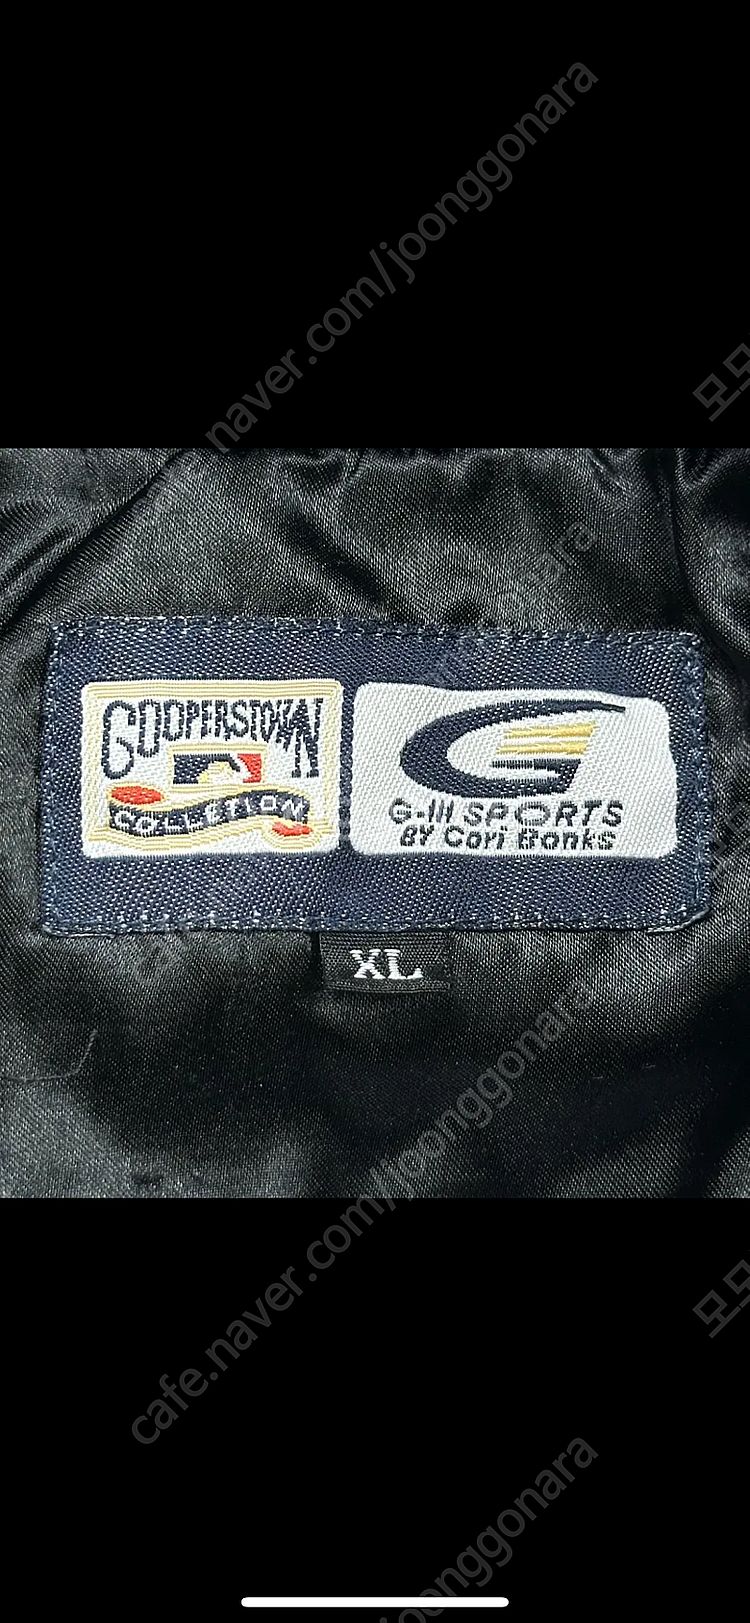 cafe.naver.com/joonggonara
COOPERSTOWN
COLLECTION
G-III SPORTS
BY Carl Banks
XL
cafe.naver.com/joonggonara